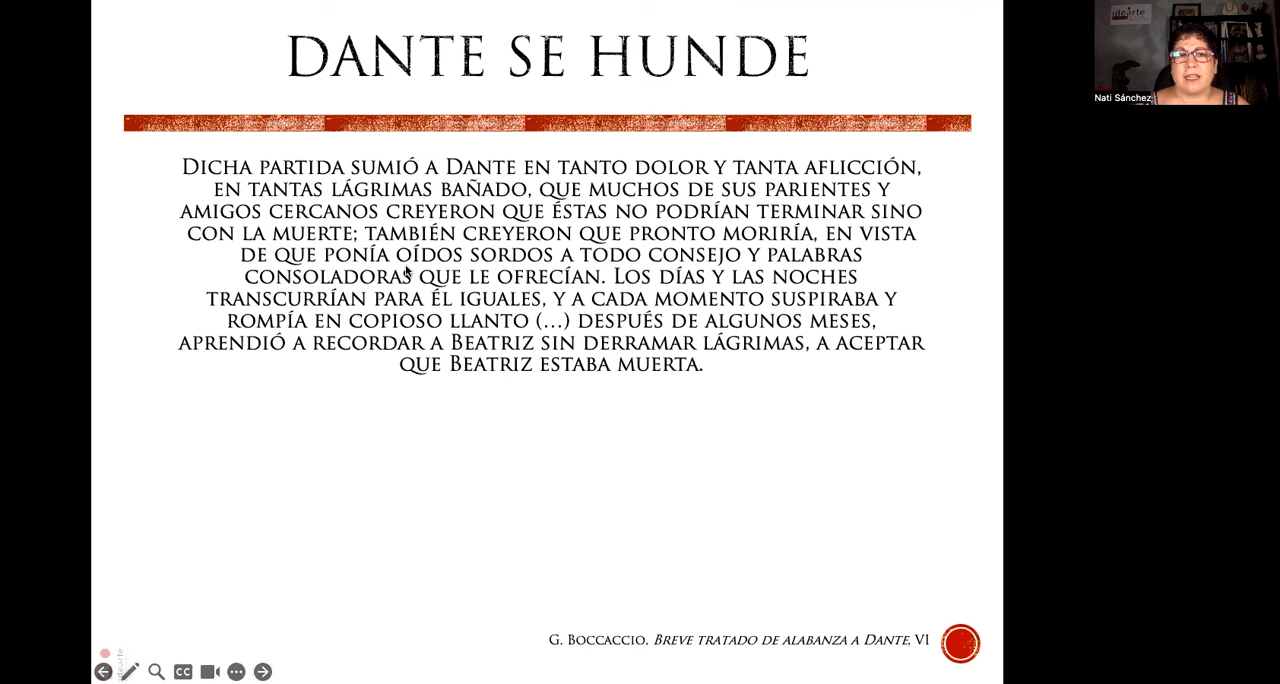 DANTE SE HUNDE
idearte
Nati Sánchez
Dicha partida sumió a Dante en tanto dolor y tanta aflicción,
en tantas lágrimas bañado, que muchos de sus parientes y
amigos cercanos creyeron que éstas no podrían terminar sino
con la muerte; también creyeron que pronto moriría, en vista
de que ponía oídos sordos a todo consejo y palabras
consoladoras que le ofrecían. Los días y las noches
transcurrían para él iguales, y a cada momento suspiraba y
rompía en copioso llanto (…) después de algunos meses,
aprendió a recordar a Beatriz sin derramar lágrimas, a aceptar
que Beatriz estaba muerta.
G. Boccaccio, Breve tratado de alabanza a Dante, VI
idearte
CC